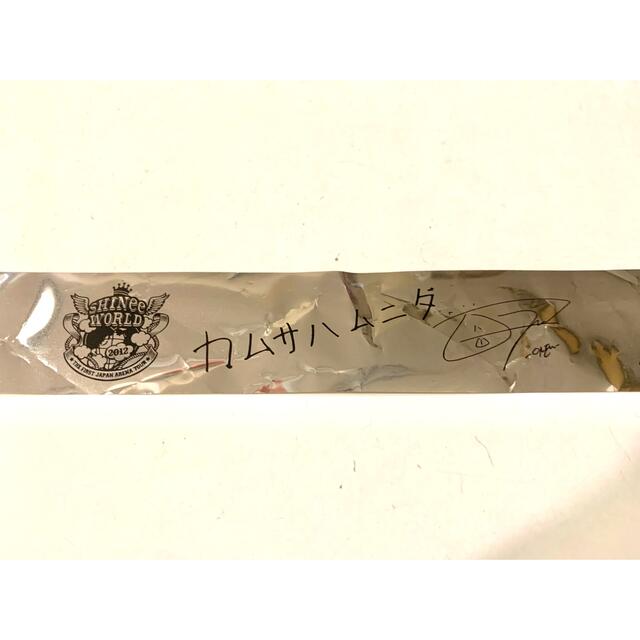 SHINee
WORLD
2012
★ THE FIRST JAPAN ARENA TOUR ★
カムサハムニダ...